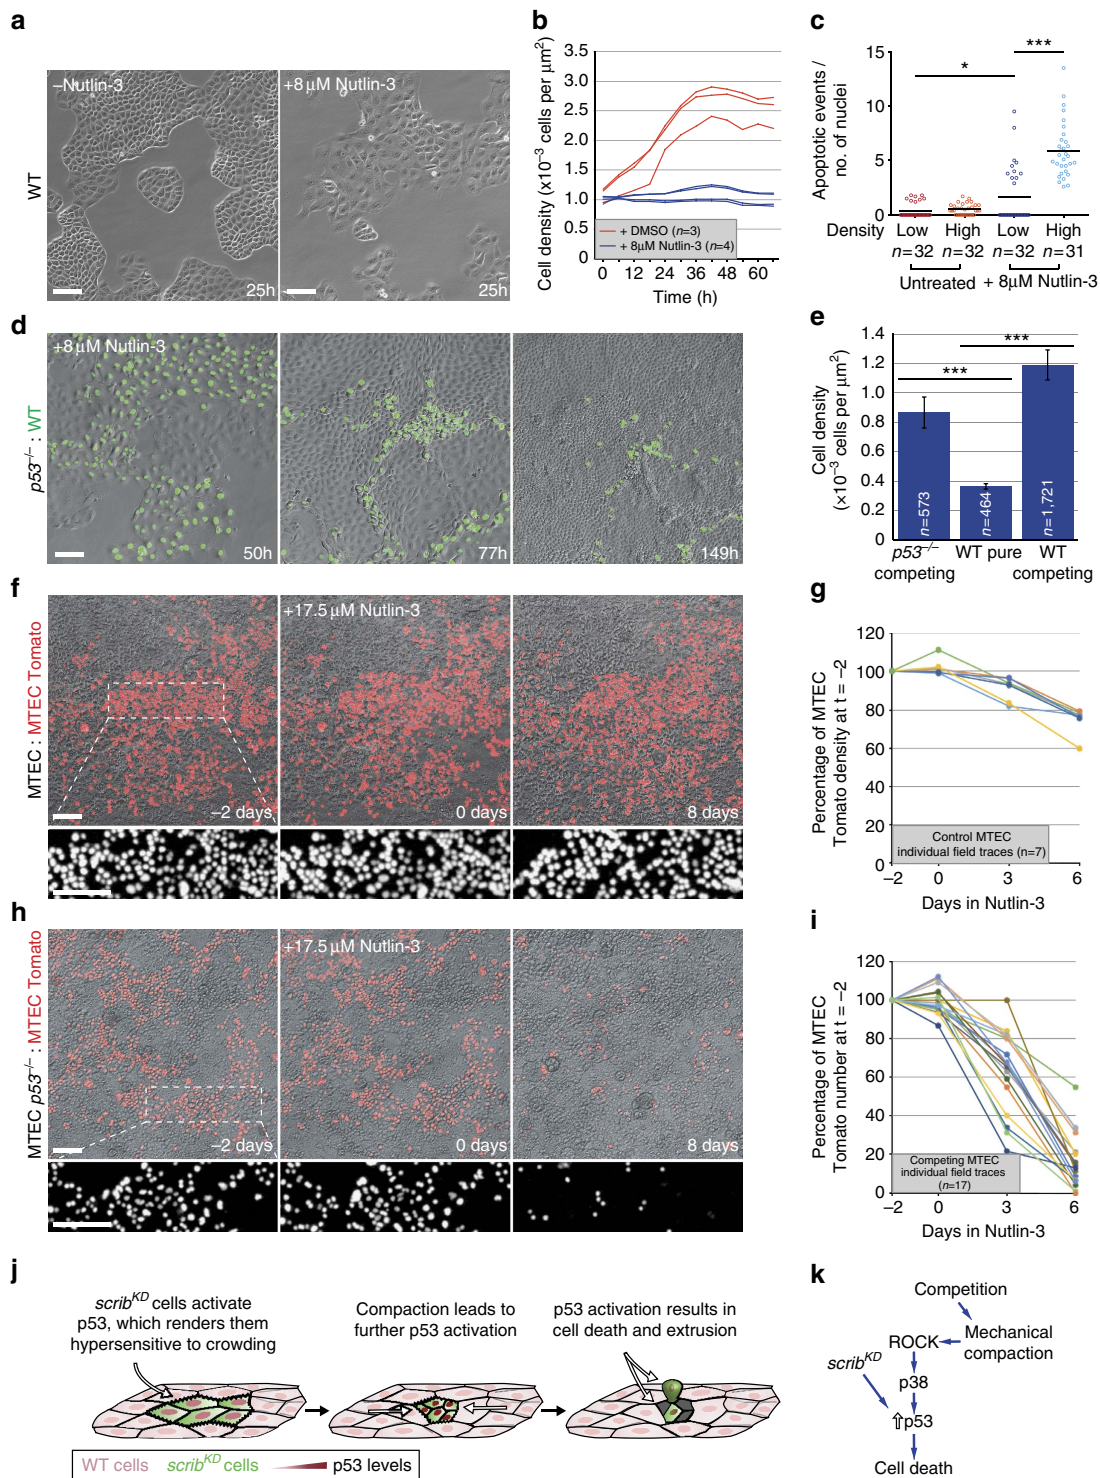 a
WT
–Nutlin-3
25h
+8 μM Nutlin-3
25h
b
Cell density (x10⁻³ cells per μm²)
3.5
3.0
2.5
2.0
1.5
1.0
0.5
0
+ DMSO (n=3)
+ 8μM Nutlin-3 (n=4)
0 12 24 36 48 60
Time (h)
c
Apoptotic events /
no. of nuclei
15
10
5
0
*
***
Density Low High Low High
n=32 n=32 n=32 n=31
Untreated + 8μM Nutlin-3
d
p53⁻/⁻ : WT
+8 μM Nutlin-3
50h
77h
149h
e
Cell density
(×10⁻³ cells per μm²)
1.4
1.2
1.0
0.8
0.6
0.4
0.2
0
***
***
n=573
n=464
n=1,721
p53⁻/⁻ competing
WT pure
WT competing
f
MTEC : MTEC Tomato
–2 days
+17.5 μM Nutlin-3
0 days
8 days
g
Percentage of MTEC
Tomato density at t = –2
120
100
80
60
40
20
0
Control MTEC
individual field traces (n=7)
–2 0 3 6
Days in Nutlin-3
h
MTEC p53⁻/⁻ : MTEC Tomato
–2 days
+17.5 μM Nutlin-3
0 days
8 days
i
Percentage of MTEC
Tomato number at t = –2
120
100
80
60
40
20
0
Competing MTEC
individual field traces
(n=17)
–2 0 3 6
Days in Nutlin-3
j
scribᴷᴰ cells activate
p53, which renders them
hypersensitive to crowding
Compaction leads to
further p53 activation
p53 activation results in
cell death and extrusion
WT cells scribᴷᴰ cells p53 levels
k
Competition
Mechanical
compaction
ROCK
scribᴷᴰ
p38
⇧p53
Cell death